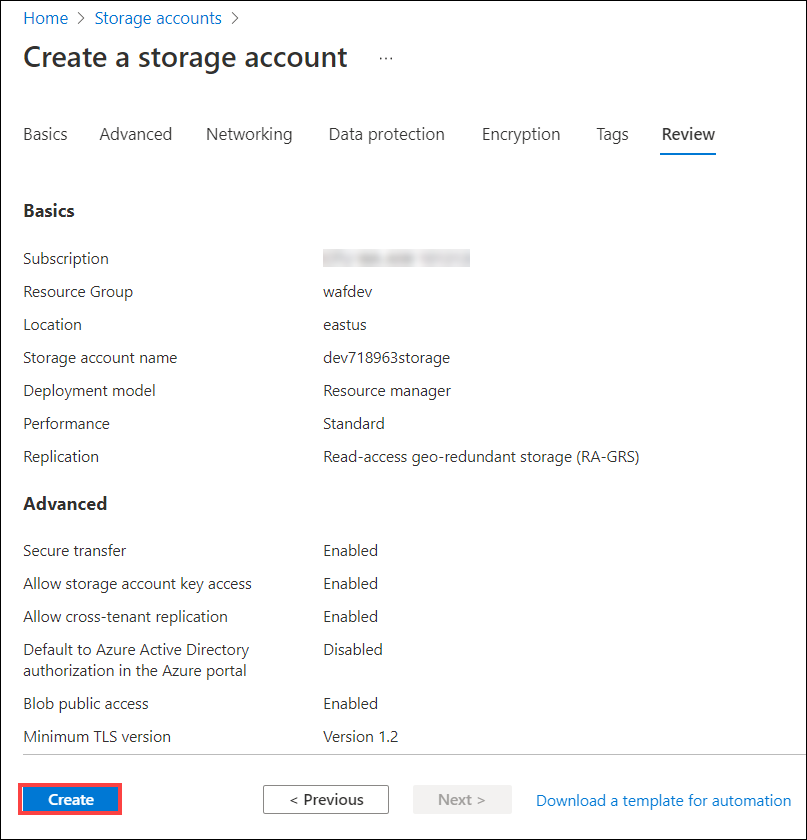 Home > Storage accounts >
Create a storage account ...
Basics Advanced Networking Data protection Encryption Tags Review
Basics
Subscription
Resource Group wafdev
Location eastus
Storage account name dev718963storage
Deployment model Resource manager
Performance Standard
Replication Read-access geo-redundant storage (RA-GRS)
Advanced
Secure transfer Enabled
Allow storage account key access Enabled
Allow cross-tenant replication Enabled
Default to Azure Active Directory Disabled
authorization in the Azure portal
Blob public access Enabled
Minimum TLS version Version 1.2
Create < Previous Next > Download a template for automation